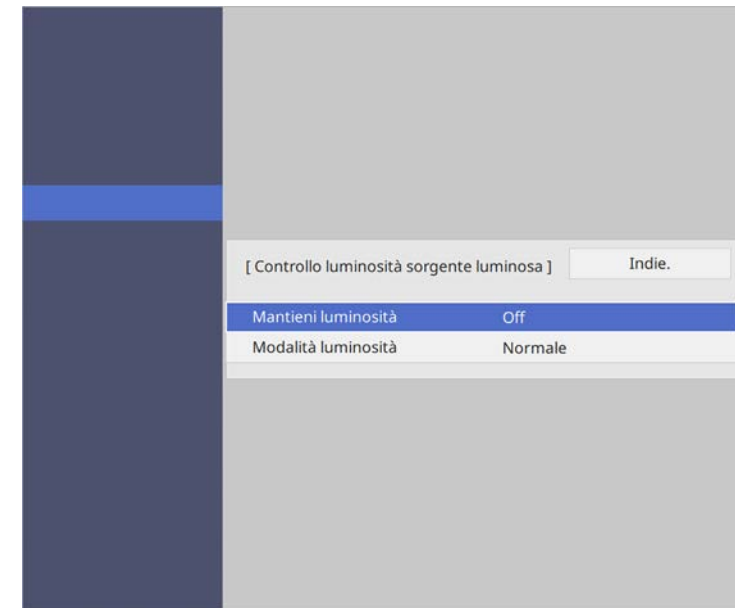 [ Controllo luminosità sorgente luminosa ] Indie.
Mantieni luminosità Off
Modalità luminosità Normale